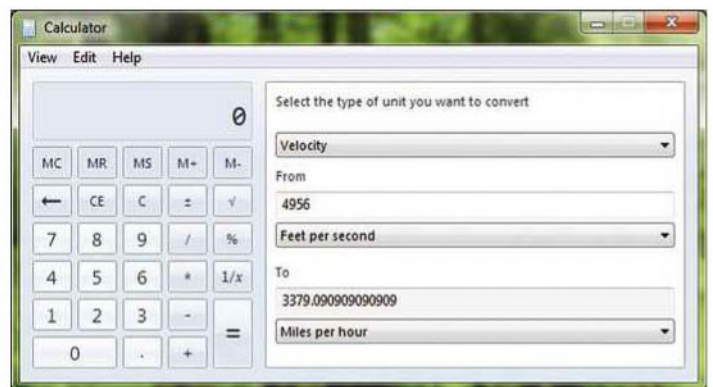 Calculator
View Edit Help
0
MC MR MS M+ M-
← CE C ± √
7 8 9 / %
4 5 6 * 1/x
1 2 3 - =
0 . +
Select the type of unit you want to convert
Velocity
From
4956
Feet per second
To
3379.090909090909
Miles per hour